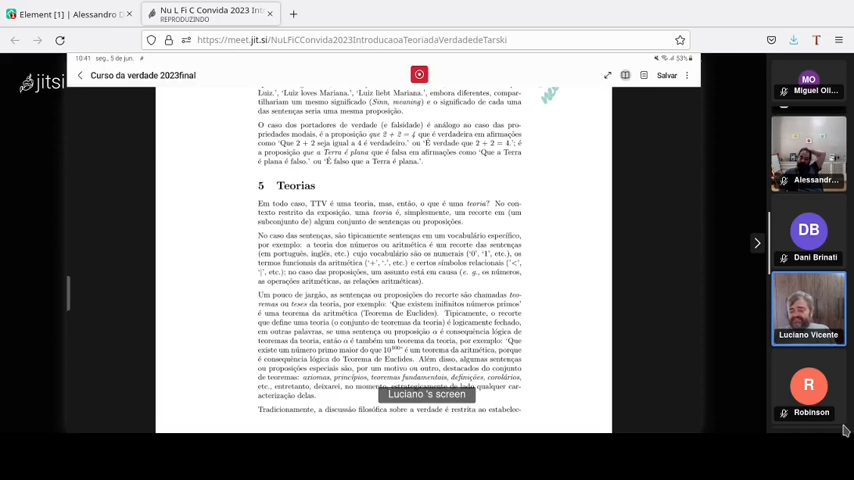 Element [1] | Alessandro D
Nu L Fi C Convida 2023 Int
REPRODUZINDO
https://meet.jit.si/NuLFiCConvida2023IntroducaoaTeoriadaVerdadedeTarski
10:41 seg., 5 de jun.
53%
jitsi
Curso da verdade 2023final
Salvar
Luiz.', 'Luiz loves Mariana.', 'Luiz liebt Mariana.', embora diferentes, compar-
tilhariam um mesmo significado (Sinn, meaning) e o significado de cada uma
das sentenças seria uma mesma proposição.
O caso dos portadores de verdade (e falsidade) é análogo ao caso das pro-
priedades modais, é a proposição que 2 + 2 = 4 que é verdadeira em afirmações
como 'Que 2 + 2 seja igual a 4 é verdadeiro.' ou 'É verdade que 2 + 2 = 4.'; é
a proposição que a Terra é plana que é falsa em afirmações como 'Que a Terra
é plana é falso.' ou 'É falso que a Terra é plana.'.
5 Teorias
Em todo caso, TTV é uma teoria, mas, então, o que é uma teoria? No con-
texto restrito da exposição, uma teoria é, simplesmente, um recorte em (um
subconjunto de) algum conjunto de sentenças ou proposições.
No caso das sentenças, são tipicamente sentenças em um vocabulário específico,
por exemplo: a teoria dos números ou aritmética é um recorte das sentenças
(em português, inglês, etc.) cujo vocabulário são os numerais ('0', '1', etc.), os
termos funcionais da aritmética ('+', '.', etc.) e certos símbolos relacionais ('<',
'|', etc.); no caso das proposições, um assunto está em causa (e. g., os números,
as operações aritméticas, as relações aritméticas).
Um pouco de jargão, as sentenças ou proposições do recorte são chamadas teo-
remas ou teses da teoria, por exemplo: 'Que existem infinitos números primos'
é uma teorema da aritmética (Teorema de Euclides). Tipicamente, o recorte
que define uma teoria (o conjunto de teoremas da teoria) é logicamente fechado,
em outras palavras, se uma sentença ou proposição α é consequência lógica de
teoremas da teoria, então α é também um teorema da teoria, por exemplo: 'Que
existe um número primo maior do que é um teorema da aritmética, porque
é consequência lógica do Teorema de Euclides. Além disso, algumas sentenças
ou proposições especiais são, por um motivo ou outro, destacados do conjunto
de teoremas: axiomas, princípios, teoremas fundamentais, definições, corolários,
etc., entretanto, deixarei, no momento, estrategicamente de lado qualquer car-
acterização delas.
Tradicionalmente, a discussão filosófica sobre a verdade é restrita ao estabelec-
Luciano 's screen
MO
Miguel Oli...
Alessandr...
DB
Dani Brinati
Luciano Vicente
R
Robinson